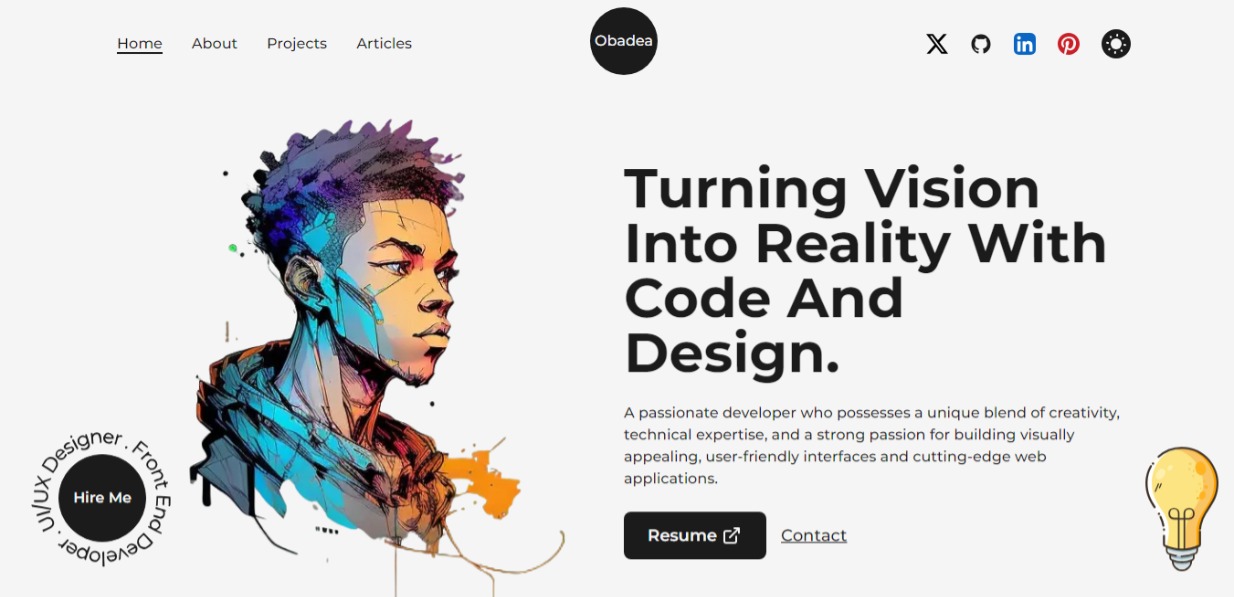 Home About Projects Articles
Obadea
Turning Vision
Into Reality With
Code And
Design.
A passionate developer who possesses a unique blend of creativity,
technical expertise, and a strong passion for building visually
appealing, user-friendly interfaces and cutting-edge web
applications.
Resume Contact
UI/UX Designer . Front End Developer .
Hire Me